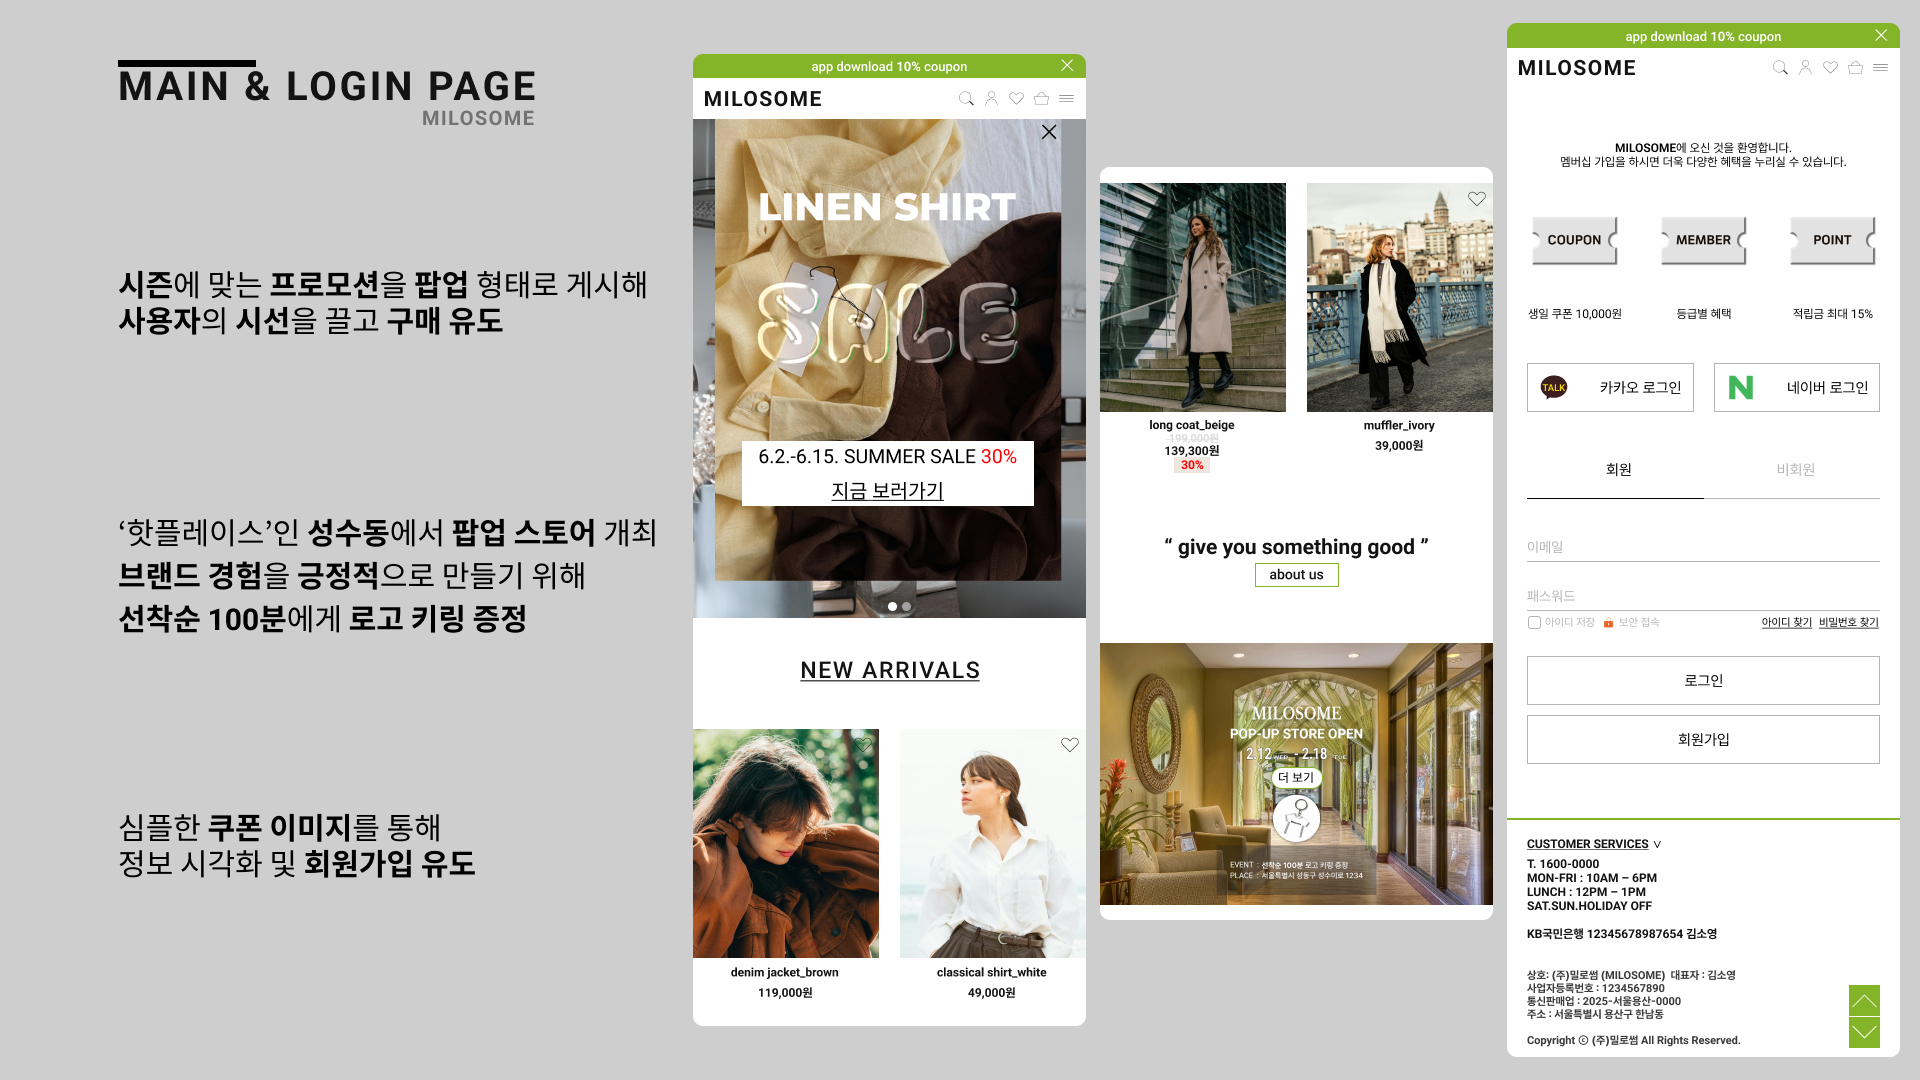 MAIN & LOGIN PAGE
MILOSOME
시즌에 맞는 프로모션을 팝업 형태로 게시해
사용자의 시선을 끌고 구매 유도
‘핫플레이스’인 성수동에서 팝업 스토어 개최
브랜드 경험을 긍정적으로 만들기 위해
선착순 100분에게 로고 키링 증정
심플한 쿠폰 이미지를 통해
정보 시각화 및 회원가입 유도
app download 10% coupon
MILOSOME
LINEN SHIRT
SALE
6.2.-6.15. SUMMER SALE 30%
지금 보러가기
NEW ARRIVALS
denim jacket_brown
119,000원
classical shirt_white
49,000원
long coat_beige
199,000원
139,300원
30%
muffler_ivory
39,000원
“ give you something good ”
about us
MILOSOME
POP-UP STORE OPEN
2.12 WED. - 2.18 TUE.
더 보기
EVENT : 선착순 100분 로고 키링 증정
PLACE : 서울특별시 성동구 성수이로 1234
app download 10% coupon
MILOSOME
MILOSOME에 오신 것을 환영합니다.
멤버십 가입을 하시면 더욱 다양한 혜택을 누리실 수 있습니다.
COUPON MEMBER POINT
생일 쿠폰 10,000원 등급별 혜택 적립금 최대 15%
TALK 카카오 로그인 N 네이버 로그인
회원 비회원
이메일
패스워드
아이디 저장 보안 접속 아이디 찾기 비밀번호 찾기
로그인
회원가입
CUSTOMER SERVICES ∨
T. 1600-0000
MON-FRI : 10AM – 6PM
LUNCH : 12PM – 1PM
SAT.SUN.HOLIDAY OFF
KB국민은행 12345678987654 김소영
상호: (주)밀로썸 (MILOSOME) 대표자 : 김소영
사업자등록번호 : 1234567890
통신판매업 : 2025-서울용산-0000
주소 : 서울특별시 용산구 한남동
Copyright ⓒ (주)밀로썸 All Rights Reserved.